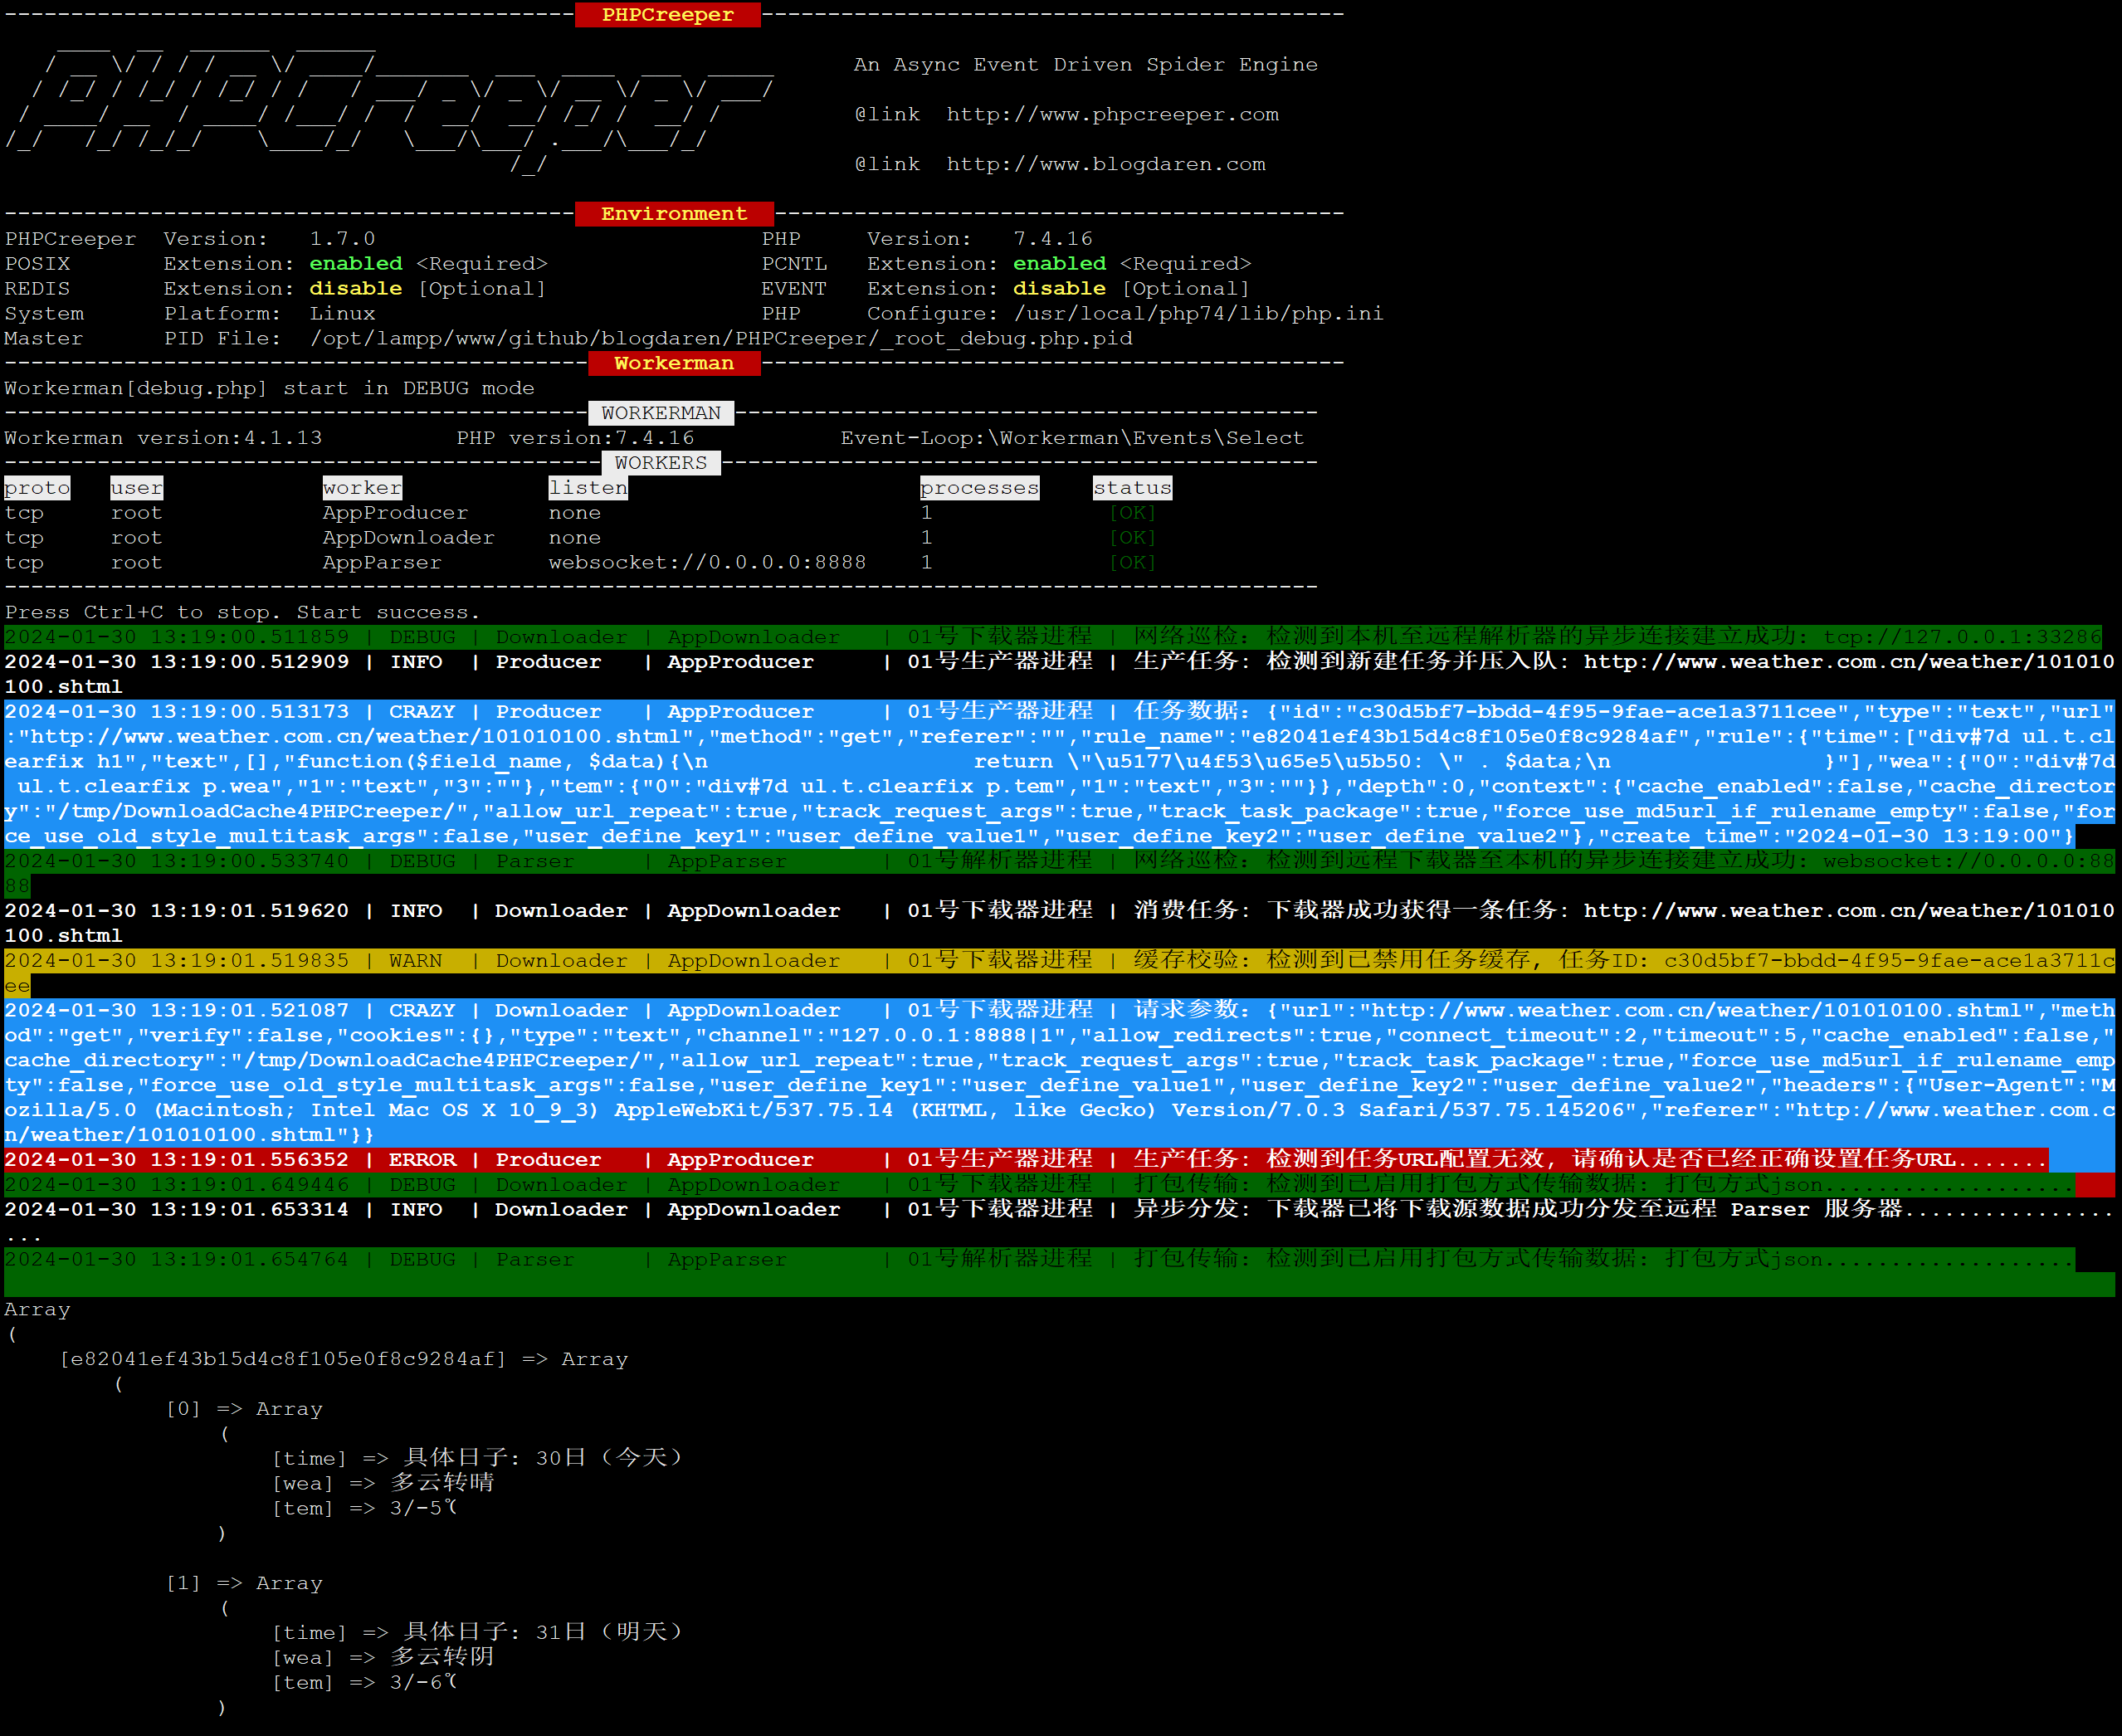 PHPCreeper
An Async Event Driven Spider Engine
@link  http://www.phpcreeper.com
@link  http://www.blogdaren.com
Environment
PHPCreeper  Version:   1.7.0                             PHP     Version:   7.4.16
POSIX       Extension: enabled <Required>                PCNTL   Extension: enabled <Required>
REDIS       Extension: disable [Optional]                EVENT   Extension: disable [Optional]
System      Platform:  Linux                             PHP     Configure: /usr/local/php74/lib/php.ini
Master      PID File:  /opt/lampp/www/github/blogdaren/PHPCreeper/_root_debug.php.pid
Workerman
Workerman[debug.php] start in DEBUG mode
WORKERMAN
Workerman version:4.1.13          PHP version:7.4.16           Event-Loop:\Workerman\Events\Select
WORKERS
proto   user            worker           listen                      processes    status
tcp     root            AppProducer      none                        1             [OK]
tcp     root            AppDownloader    none                        1             [OK]
tcp     root            AppParser        websocket://0.0.0.0:8888    1             [OK]
Press Ctrl+C to stop. Start success.
2024-01-30 13:19:00.511859 | DEBUG | Downloader | AppDownloader   | 01号下载器进程 | 网络巡检: 检测到本机至远程解析器的异步连接建立成功: tcp://127.0.0.1:33286
2024-01-30 13:19:00.512909 | INFO  | Producer   | AppProducer     | 01号生产器进程 | 生产任务: 检测到新建任务并压入队: http://www.weather.com.cn/weather/101010
100.shtml
2024-01-30 13:19:00.513173 | CRAZY | Producer   | AppProducer     | 01号生产器进程 | 任务数据: {"id":"c30d5bf7-bbdd-4f95-9fae-ace1a3711cee","type":"text","url"
:"http://www.weather.com.cn/weather/101010100.shtml","method":"get","referer":"","rule_name":"e82041ef43b15d4c8f105e0f8c9284af","rule":{"time":["div#7d ul.t.cl
earfix h1","text",[],"function($field_name, $data){\n                    return \"\u5177\u4f53\u65e5\u5b50: \" . $data;\n                }"],"wea":{"0":"div#7d
 ul.t.clearfix p.wea","1":"text","3":""},"tem":{"0":"div#7d ul.t.clearfix p.tem","1":"text","3":""}},"depth":0,"context":{"cache_enabled":false,"cache_director
y":"/tmp/DownloadCache4PHPCreeper/","allow_url_repeat":true,"track_request_args":true,"track_task_package":true,"force_use_md5url_if_rulename_empty":false,"for
ce_use_old_style_multitask_args":false,"user_define_key1":"user_define_value1","user_define_key2":"user_define_value2"},"create_time":"2024-01-30 13:19:00"}
2024-01-30 13:19:00.533740 | DEBUG | Parser     | AppParser       | 01号解析器进程 | 网络巡检: 检测到远程下载器至本机的异步连接建立成功: websocket://0.0.0.0:88
88
2024-01-30 13:19:01.519620 | INFO  | Downloader | AppDownloader   | 01号下载器进程 | 消费任务: 下载器成功获得一条任务: http://www.weather.com.cn/weather/101010
100.shtml
2024-01-30 13:19:01.519835 | WARN  | Downloader | AppDownloader   | 01号下载器进程 | 缓存校验: 检测到已禁用任务缓存, 任务ID: c30d5bf7-bbdd-4f95-9fae-ace1a3711c
ee
2024-01-30 13:19:01.521087 | CRAZY | Downloader | AppDownloader   | 01号下载器进程 | 请求参数: {"url":"http://www.weather.com.cn/weather/101010100.shtml","meth
od":"get","verify":false,"cookies":{},"type":"text","channel":"127.0.0.1:8888|1","allow_redirects":true,"connect_timeout":2,"timeout":5,"cache_enabled":false,"
cache_directory":"/tmp/DownloadCache4PHPCreeper/","allow_url_repeat":true,"track_request_args":true,"track_task_package":true,"force_use_md5url_if_rulename_emp
ty":false,"force_use_old_style_multitask_args":false,"user_define_key1":"user_define_value1","user_define_key2":"user_define_value2","headers":{"User-Agent":"M
ozilla/5.0 (Macintosh; Intel Mac OS X 10_9_3) AppleWebKit/537.75.14 (KHTML, like Gecko) Version/7.0.3 Safari/537.75.145206","referer":"http://www.weather.com.c
n/weather/101010100.shtml"}}
2024-01-30 13:19:01.556352 | ERROR | Producer   | AppProducer     | 01号生产器进程 | 生产任务: 检测到任务URL配置无效, 请确认是否已经正确设置任务URL.......
2024-01-30 13:19:01.649446 | DEBUG | Downloader | AppDownloader   | 01号下载器进程 | 打包传输: 检测到已启用打包方式传输数据: 打包方式json...................
2024-01-30 13:19:01.653314 | INFO  | Downloader | AppDownloader   | 01号下载器进程 | 异步分发: 下载器已将下载源数据成功分发至远程 Parser 服务器................
...
2024-01-30 13:19:01.654764 | DEBUG | Parser     | AppParser       | 01号解析器进程 | 打包传输: 检测到已启用打包方式传输数据: 打包方式json...................
Array
(
    [e82041ef43b15d4c8f105e0f8c9284af] => Array
        (
            [0] => Array
                (
                    [time] => 具体日子: 30日（今天）
                    [wea] => 多云转晴
                    [tem] => 3/-5℃
                )
            [1] => Array
                (
                    [time] => 具体日子: 31日（明天）
                    [wea] => 多云转阴
                    [tem] => 3/-6℃
                )